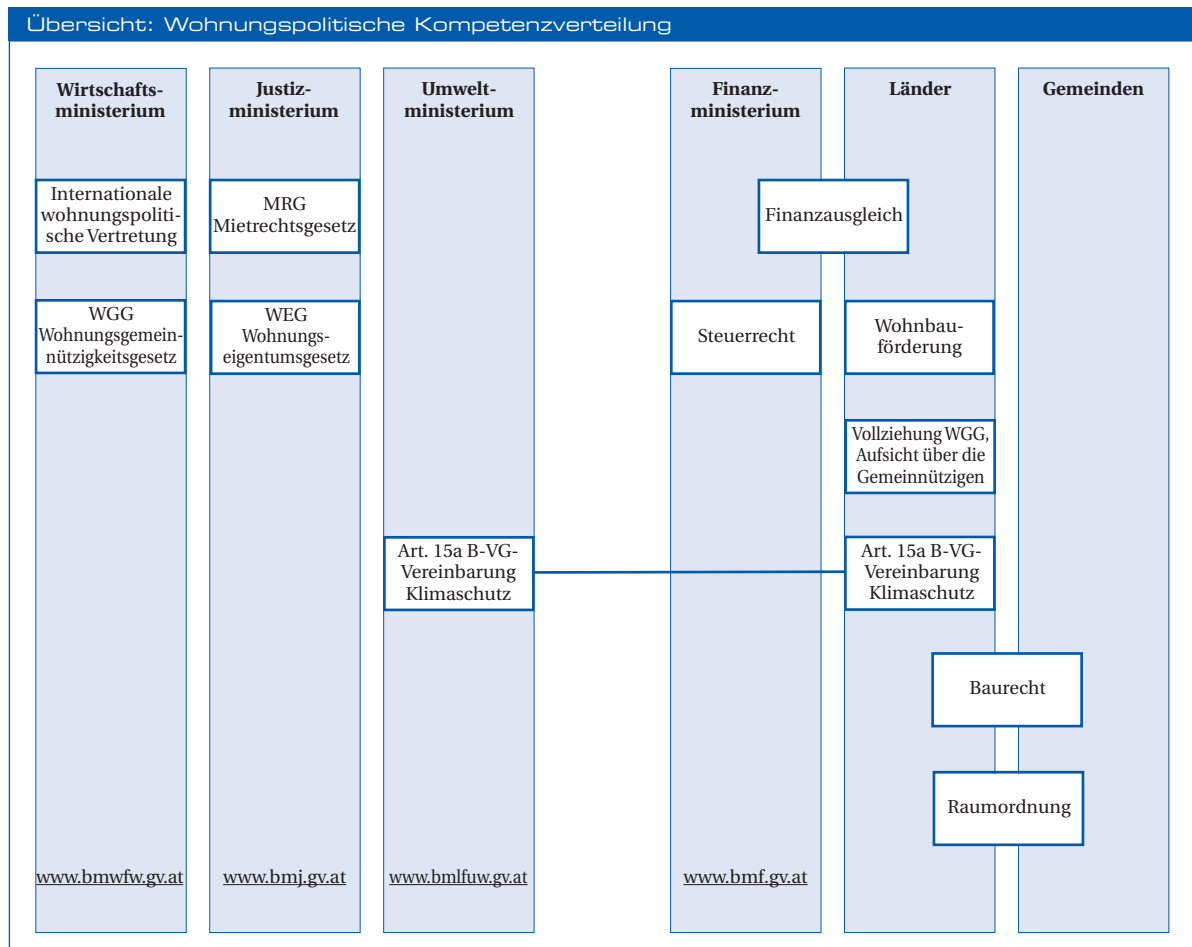 Übersicht: Wohnungspolitische Kompetenzverteilung
Wirtschafts-
ministerium
Justiz-
ministerium
Umwelt-
ministerium
Finanz-
ministerium
Länder
Gemeinden
Internationale
wohnungspoliti-
sche Vertretung
MRG
Mietrechtsgesetz
Finanzausgleich
WGG
Wohnungsgemein-
nützigkeitsgesetz
WEG
Wohnungs-
eigentumsgesetz
Steuerrecht
Wohnbau-
förderung
Vollziehung WGG,
Aufsicht über die
Gemeinnützigen
Art. 15a B-VG-
Vereinbarung
Klimaschutz
Art. 15a B-VG-
Vereinbarung
Klimaschutz
Baurecht
Raumordnung
www.bmwfw.gv.at
www.bmj.gv.at
www.bmlfuw.gv.at
www.bmf.gv.at